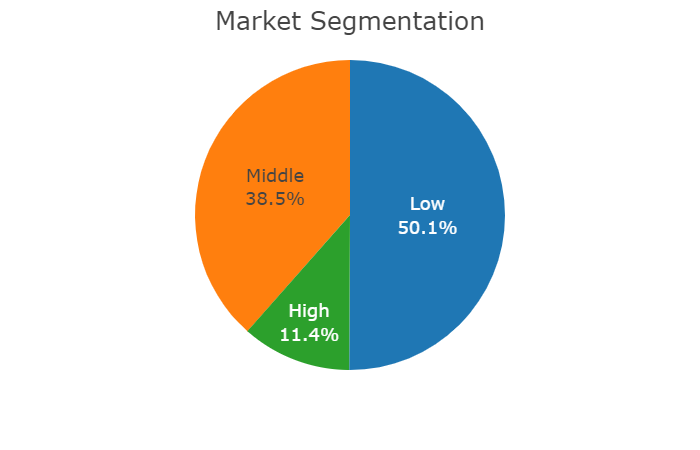 Market Segmentation
Middle
38.5%
Low
50.1%
High
11.4%